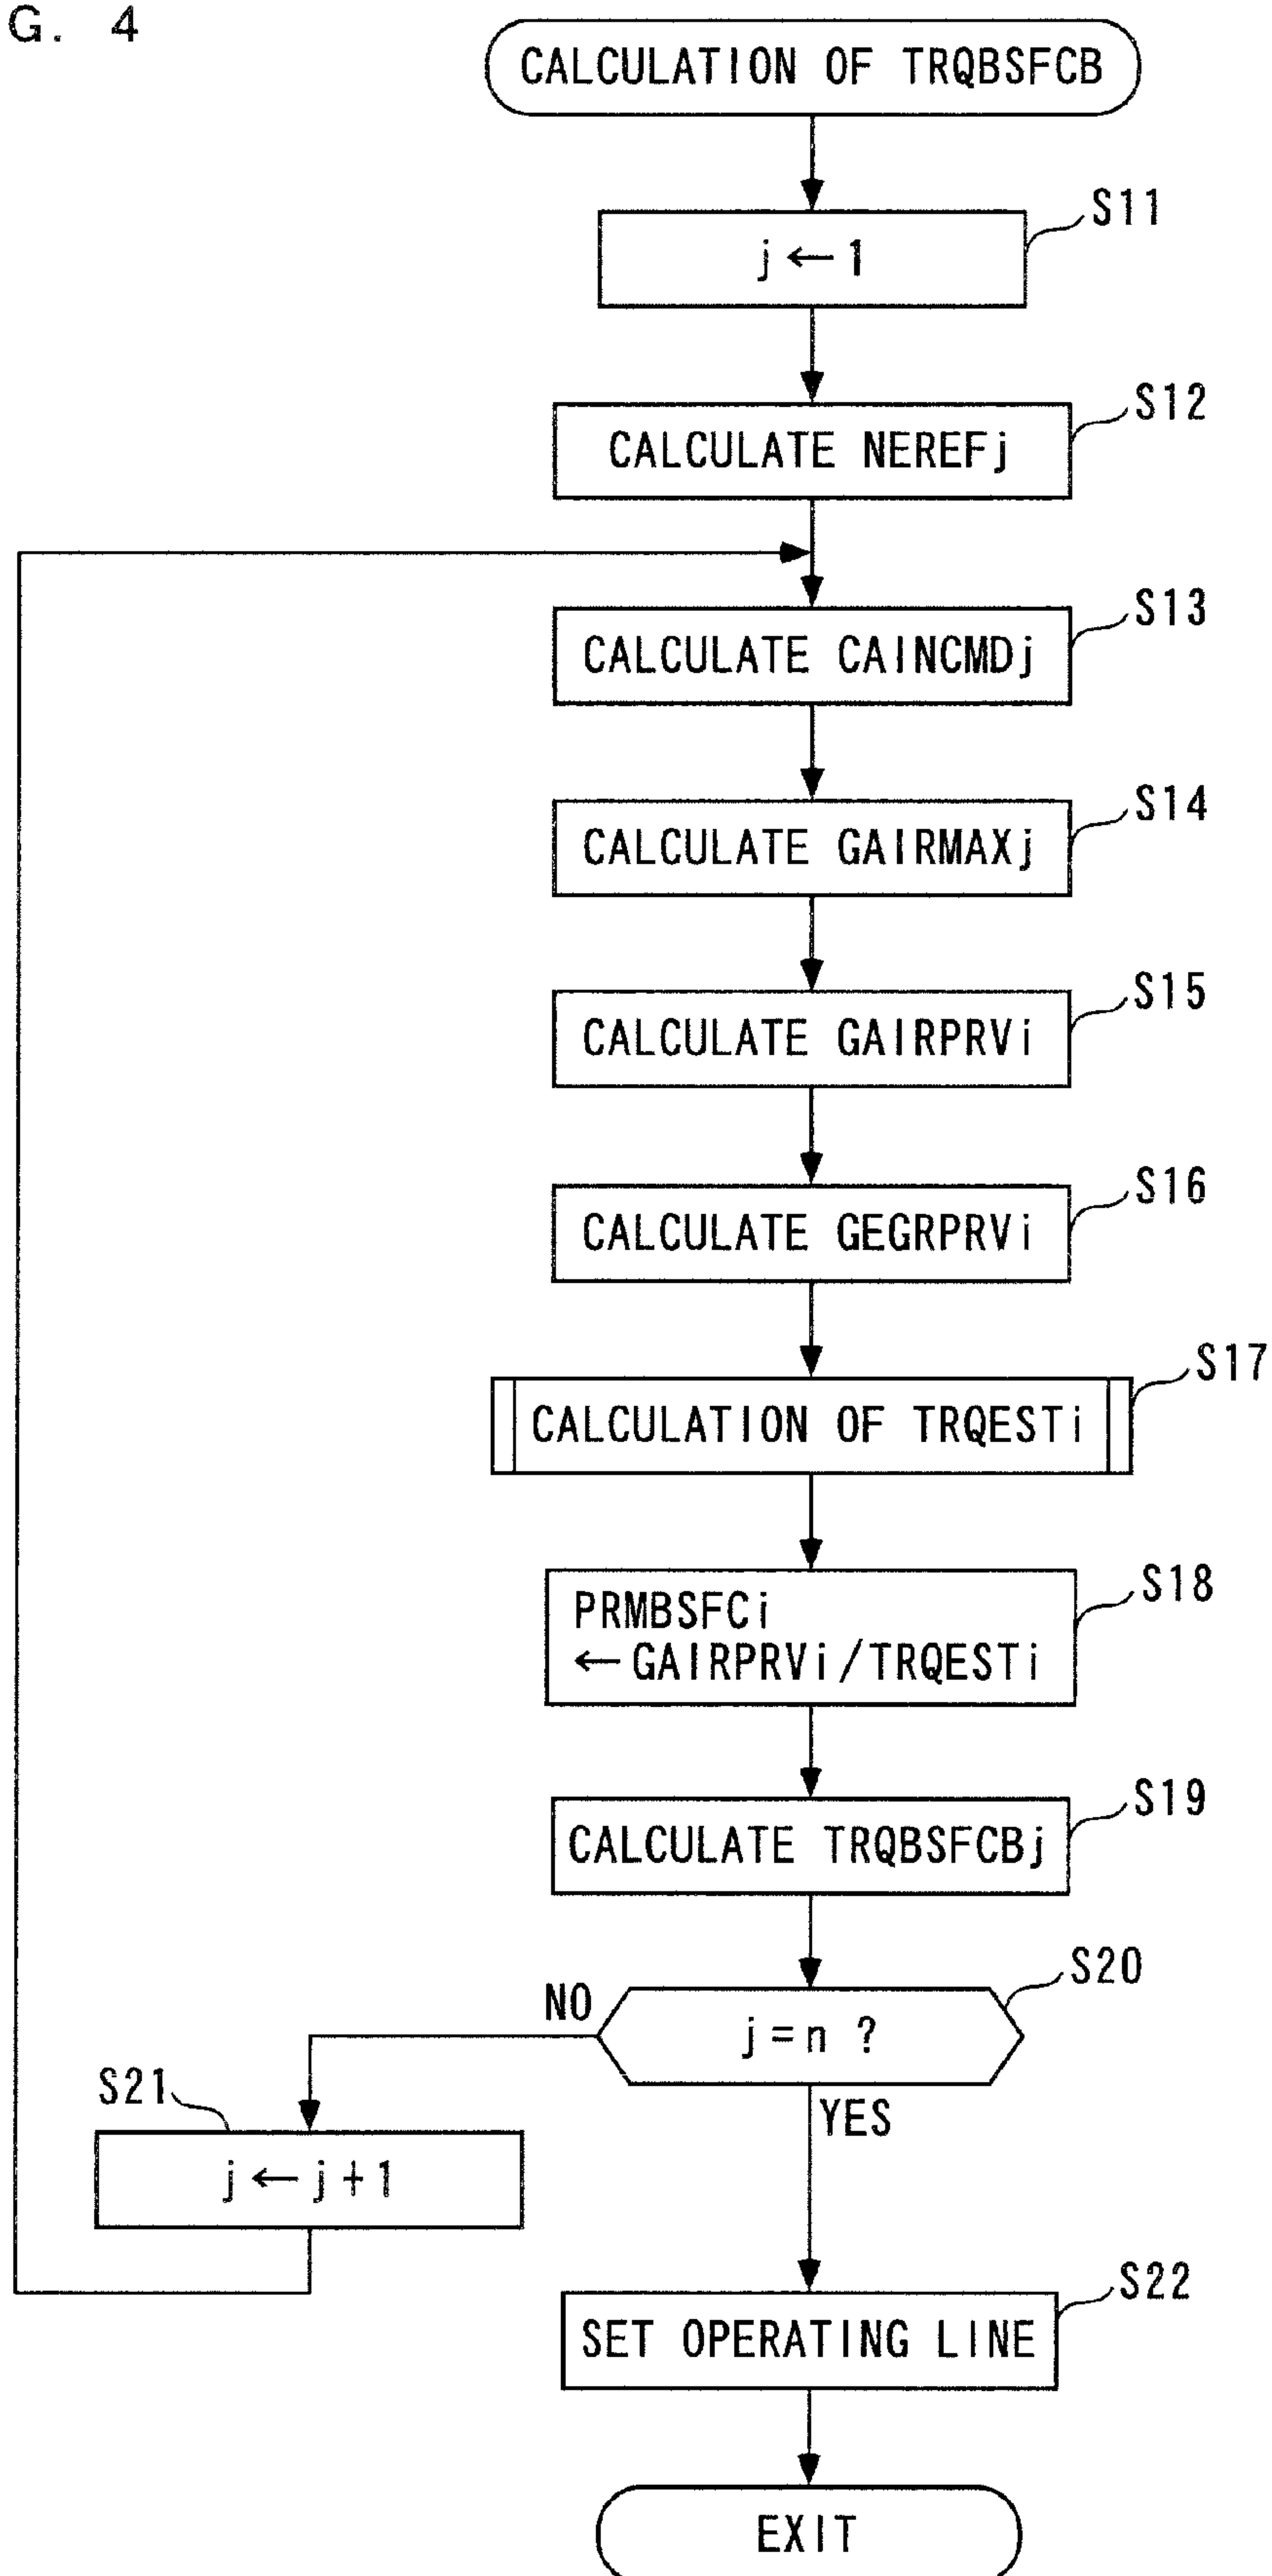 G. 4
CALCULATION OF TRQBSFCB
S11
j ← 1
S12
CALCULATE NEREFj
S13
CALCULATE CAINCMDj
S14
CALCULATE GAIRMAXj
S15
CALCULATE GAIRPRVi
S16
CALCULATE GEGRPRVi
S17
CALCULATION OF TRQESTi
S18
PRMBSFCi
← GAIRPRVi/TRQESTi
S19
CALCULATE TRQBSFCBj
S20
NO
j=n ?
YES
S21
j ← j+1
S22
SET OPERATING LINE
EXIT